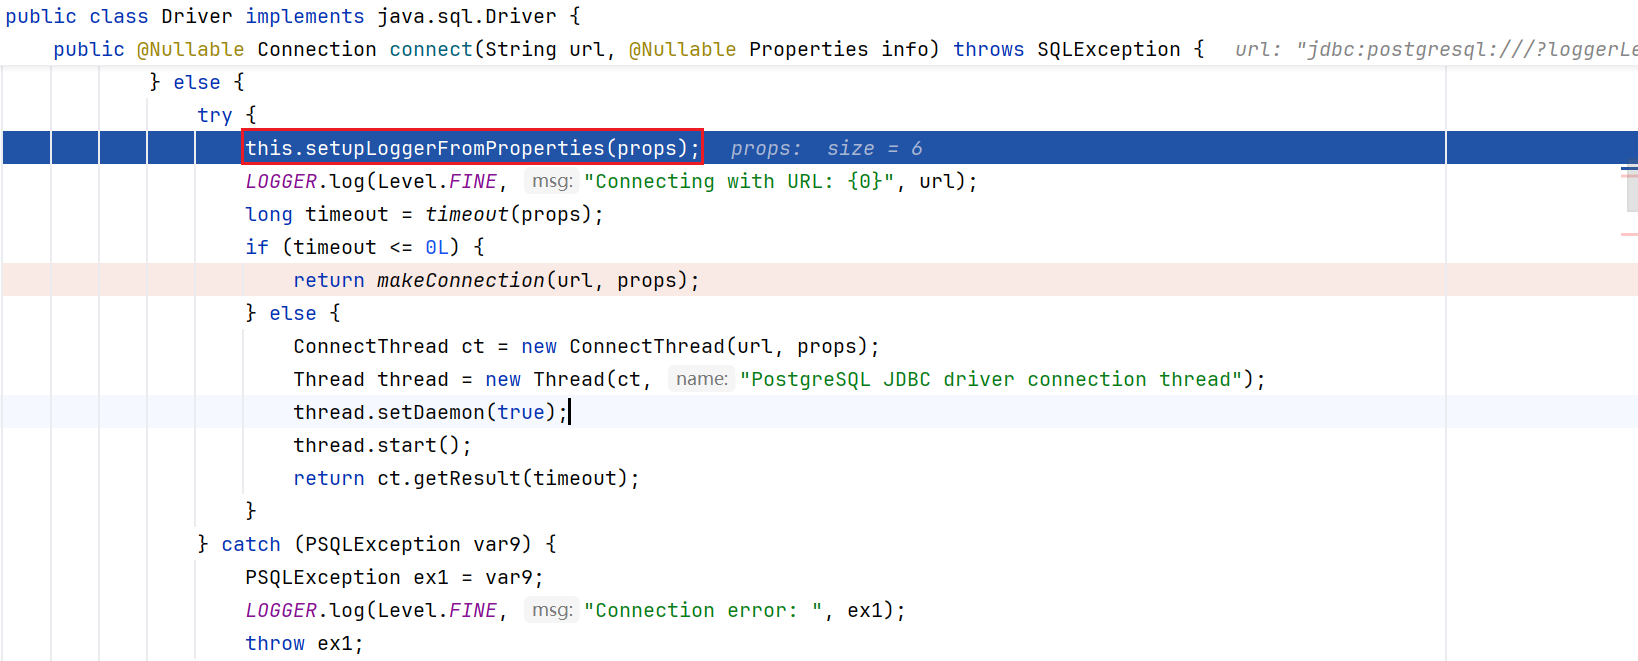 public class Driver implements java.sql.Driver {
    public @Nullable Connection connect(String url, @Nullable Properties info) throws SQLException {   url: "jdbc:postgresql:///?loggerLe
            } else {
                try {
                    this.setupLoggerFromProperties(props);   props:  size = 6
                    LOGGER.log(Level.FINE,  msg: "Connecting with URL: {0}", url);
                    long timeout = timeout(props);
                    if (timeout <= 0L) {
                        return makeConnection(url, props);
                    } else {
                        ConnectThread ct = new ConnectThread(url, props);
                        Thread thread = new Thread(ct,  name: "PostgreSQL JDBC driver connection thread");
                        thread.setDaemon(true);
                        thread.start();
                        return ct.getResult(timeout);
                    }
                } catch (PSQLException var9) {
                    PSQLException ex1 = var9;
                    LOGGER.log(Level.FINE,  msg: "Connection error: ", ex1);
                    throw ex1;